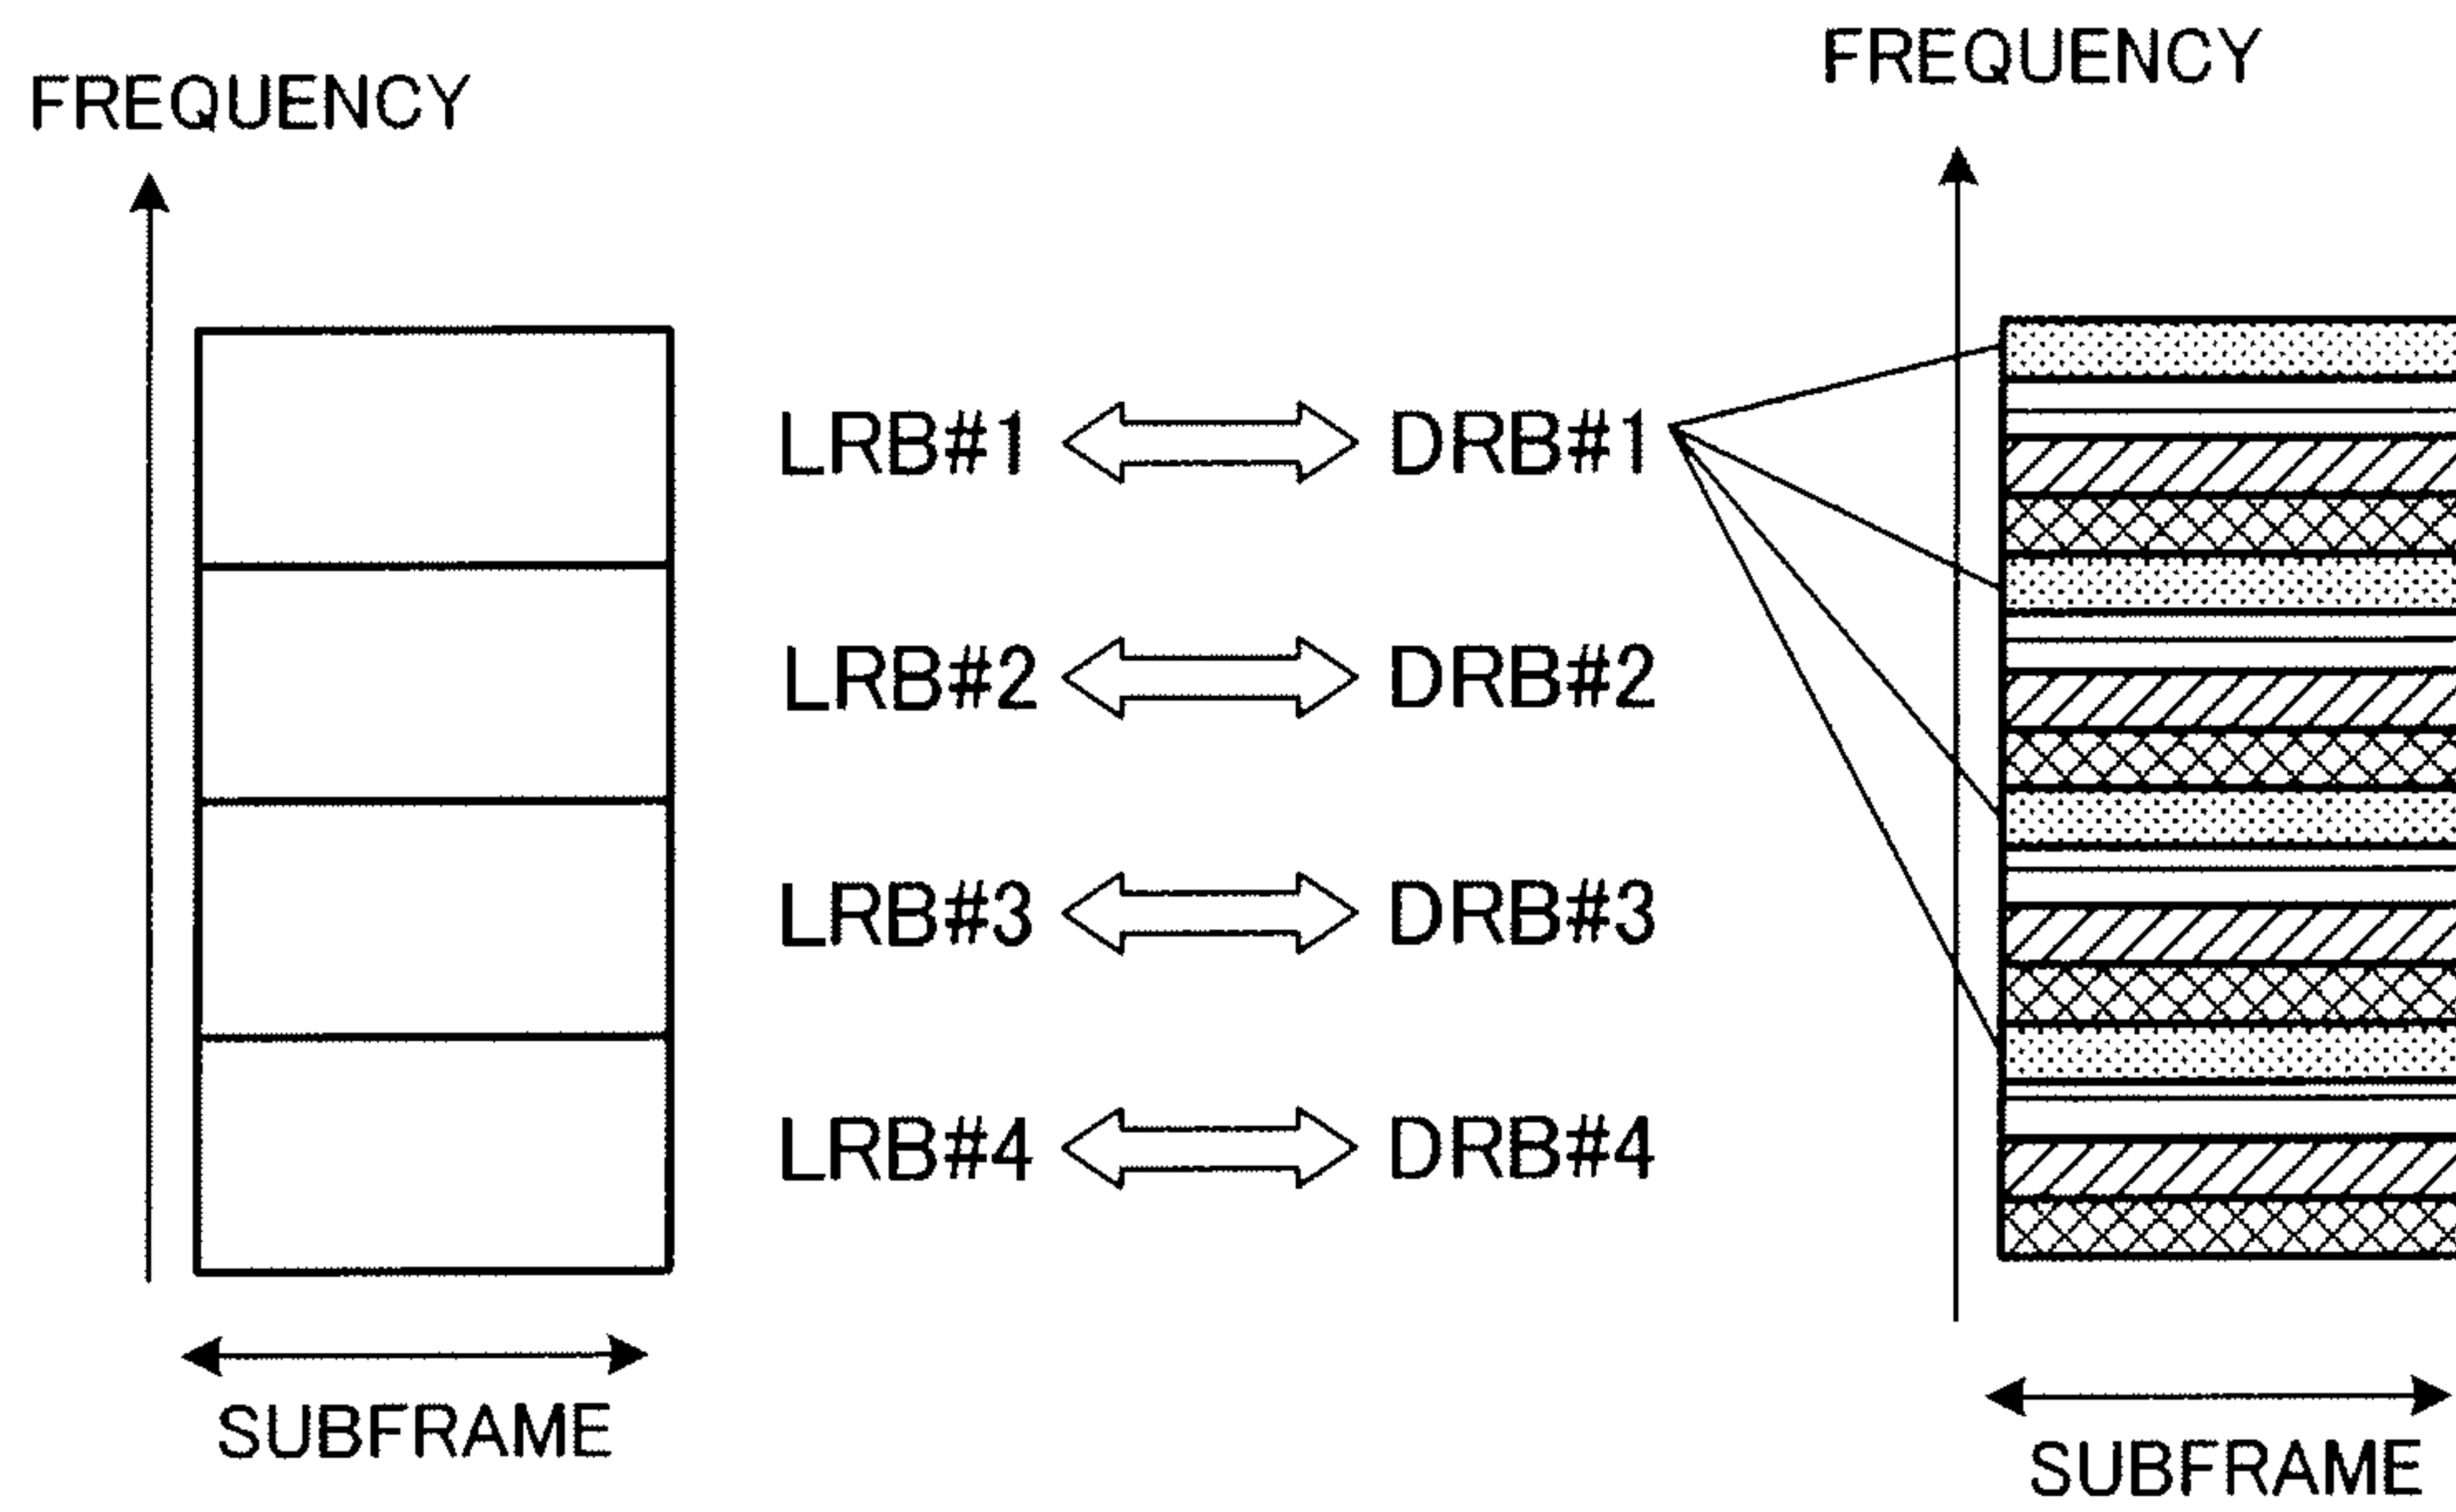 FREQUENCY
FREQUENCY
LRB#1 DRB#1
LRB#2 DRB#2
LRB#3 DRB#3
LRB#4 DRB#4
SUBFRAME
SUBFRAME